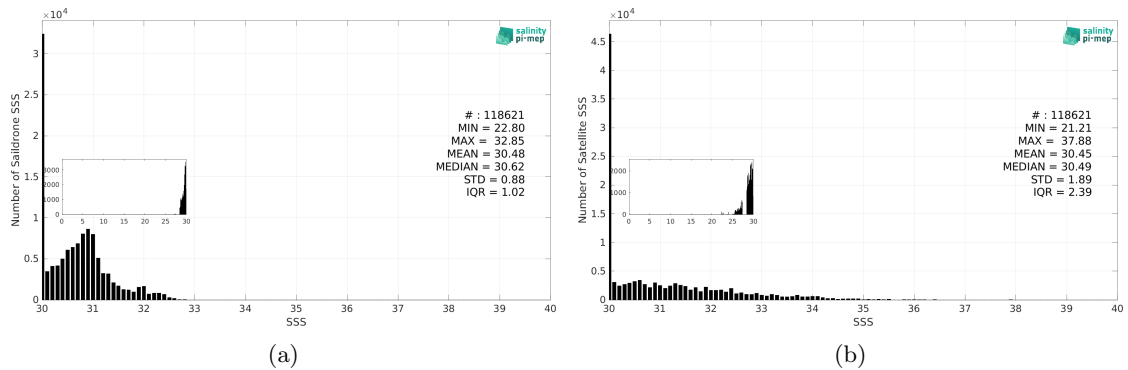 ×10⁴
3
2.5
2
1.5
1
0.5
0
Number of Saildrone SSS
30 31 32 33 34 35 36 37 38 39 40
SSS
3000
2000
1000
0
0 5 10 15 20 25 30
salinity
pi-mep
# : 118621
MIN = 22.80
MAX = 32.85
MEAN = 30.48
MEDIAN = 30.62
STD = 0.88
IQR = 1.02
(a)
×10⁴
4.5
4
3.5
3
2.5
2
1.5
1
0.5
0
Number of Satellite SSS
30 31 32 33 34 35 36 37 38 39 40
SSS
2000
1000
0
0 5 10 15 20 25 30
salinity
pi-mep
# : 118621
MIN = 21.21
MAX = 37.88
MEAN = 30.45
MEDIAN = 30.49
STD = 1.89
IQR = 2.39
(b)